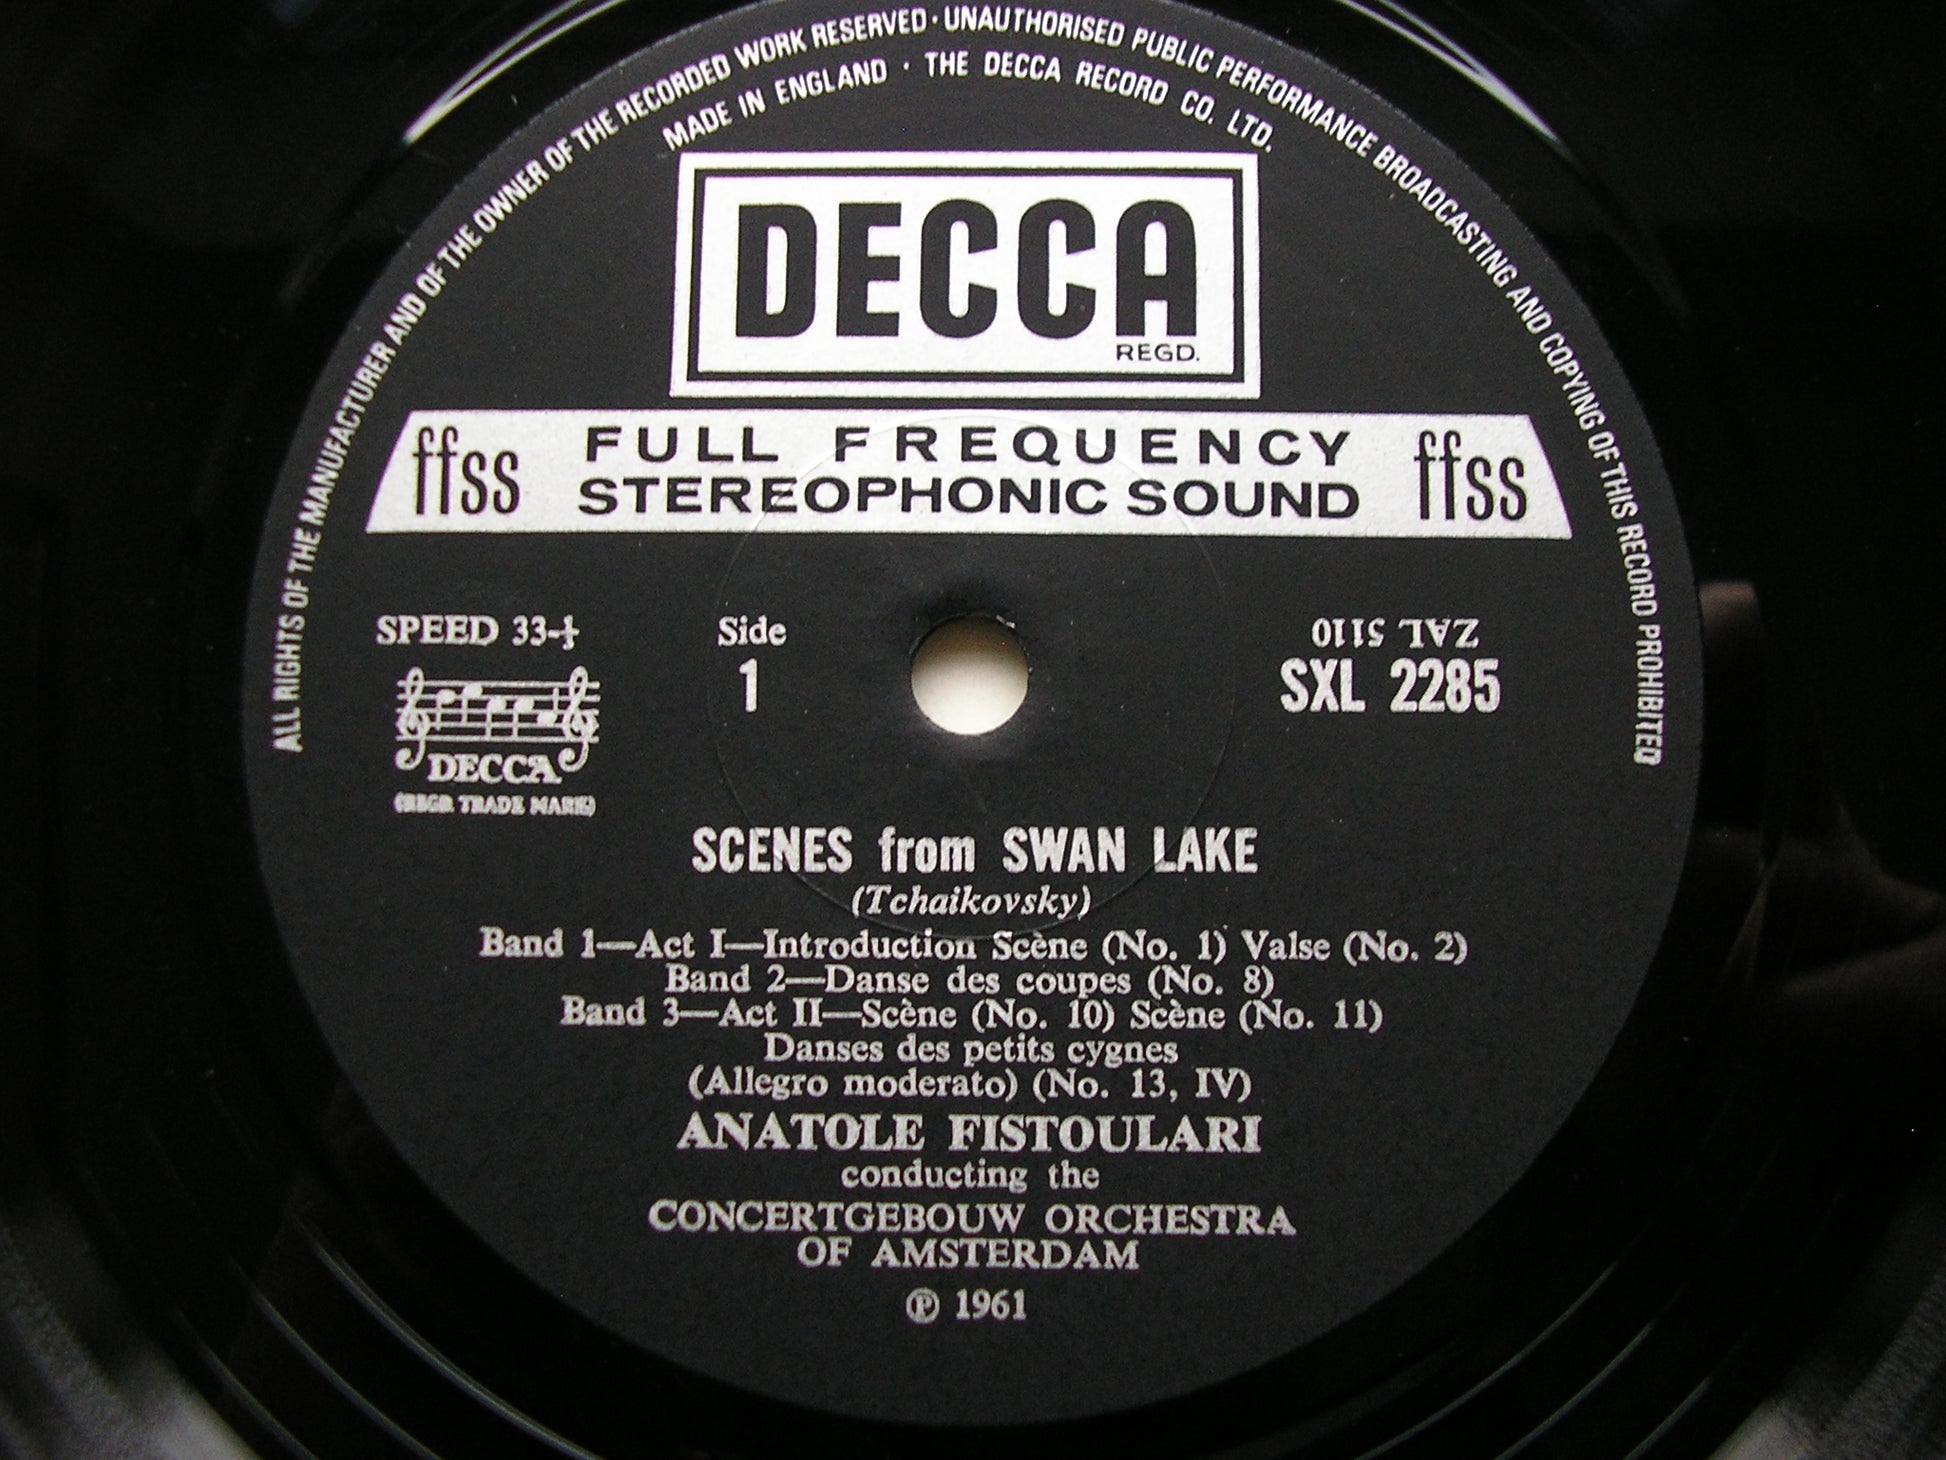 ALL RIGHTS OF THE MANUFACTURER AND OF THE OWNER OF THE RECORDED WORK RESERVED · UNAUTHORISED PUBLIC PERFORMANCE BROADCASTING AND COPYING OF THIS RECORD PROHIBITED
MADE IN ENGLAND · THE DECCA RECORD CO. LTD.
DECCA
REGD.
ffss FULL FREQUENCY STEREOPHONIC SOUND ffss
SPEED 33-⅓
Side
1
ZAL 5110
SXL 2285
DECCA
(REGD. TRADE MARK)
SCENES from SWAN LAKE
(Tchaikovsky)
Band 1—Act I—Introduction Scène (No. 1) Valse (No. 2)
Band 2—Danse des coupes (No. 8)
Band 3—Act II—Scène (No. 10) Scène (No. 11)
Danses des petits cygnes
(Allegro moderato) (No. 13, IV)
ANATOLE FISTOULARI
conducting the
CONCERTGEBOUW ORCHESTRA
OF AMSTERDAM
℗ 1961